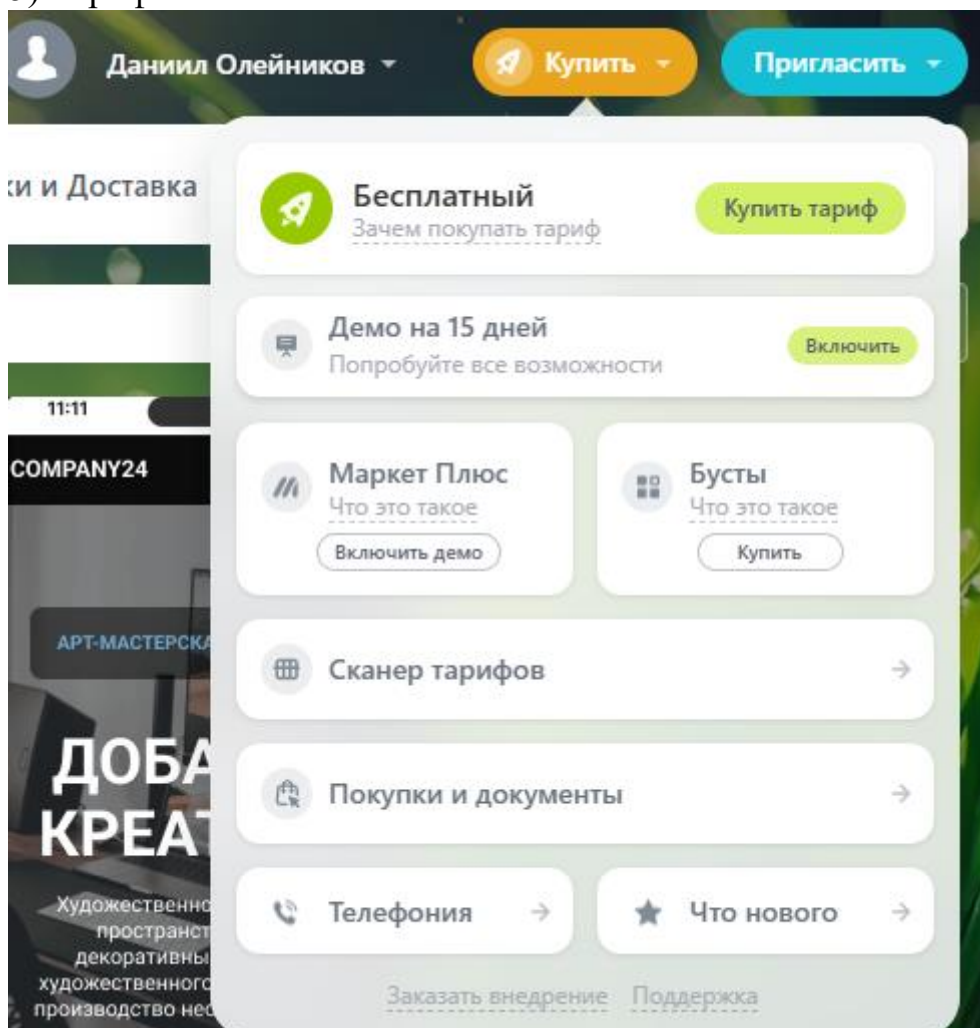 Даниил Олейников
Купить
Пригласить
ки и Доставка
Бесплатный
Зачем покупать тариф
Купить тариф
Демо на 15 дней
Попробуйте все возможности
Включить
11:11
COMPANY24
Маркет Плюс
Что это такое
Включить демо
Бусты
Что это такое
Купить
АРТ-МАСТЕРСКА
Сканер тарифов
ДОБА
КРЕАТ
Покупки и документы
Художественно
пространст
декоративны
художественного
производство нес
Телефония
Что нового
Заказать внедрение Поддержка